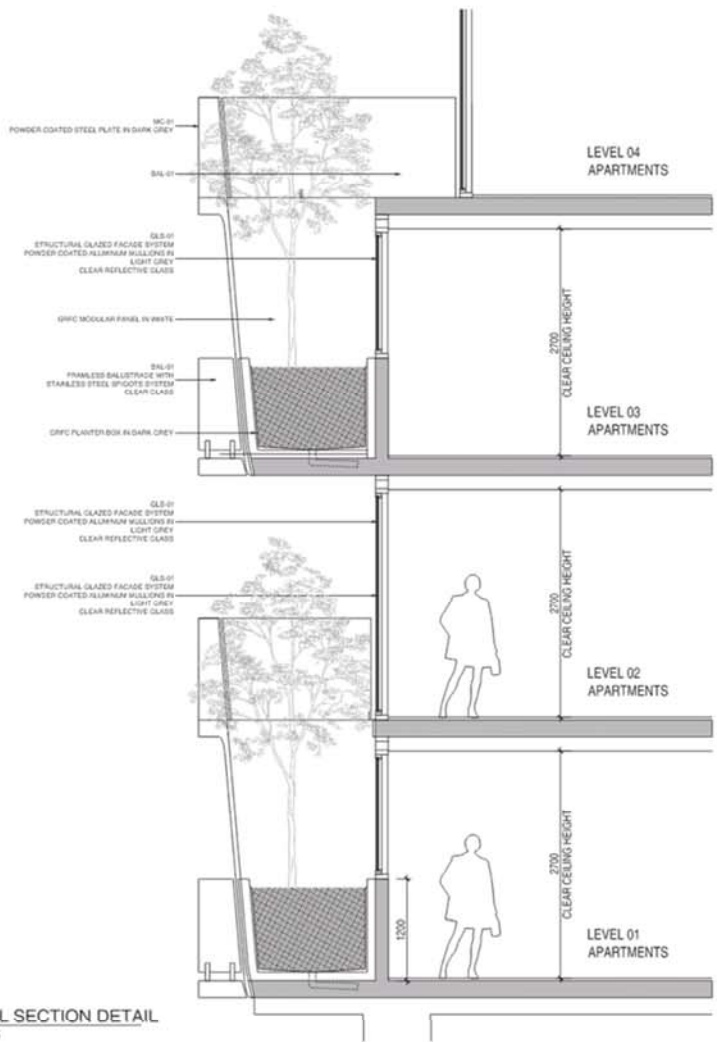 MC-01
POWDER COATED STEEL PLATE IN DARK GREY
LEVEL 04
APARTMENTS
BAL-01
GLS-01
STRUCTURAL GLAZED FACADE SYSTEM
POWDER COATED ALUMINUM MULLIONS IN
LIGHT GREY
CLEAR REFLECTIVE GLASS
GRFC MODULAR PANEL IN WHITE
2700
CLEAR CEILING HEIGHT
BAL-01
FRAMLESS BALUSTRADE WITH
STAINLESS STEEL SPIGOTS SYSTEM
CLEAR GLASS
LEVEL 03
APARTMENTS
GRFC PLANTER BOX IN DARK GREY
GLS-01
STRUCTURAL GLAZED FACADE SYSTEM
POWDER COATED ALUMINUM MULLIONS IN
LIGHT GREY
CLEAR REFLECTIVE GLASS
GLS-01
STRUCTURAL GLAZED FACADE SYSTEM
POWDER COATED ALUMINUM MULLIONS IN
LIGHT GREY
CLEAR REFLECTIVE GLASS
2700
CLEAR CEILING HEIGHT
LEVEL 02
APARTMENTS
2700
CLEAR CEILING HEIGHT
1200
LEVEL 01
APARTMENTS
L SECTION DETAIL